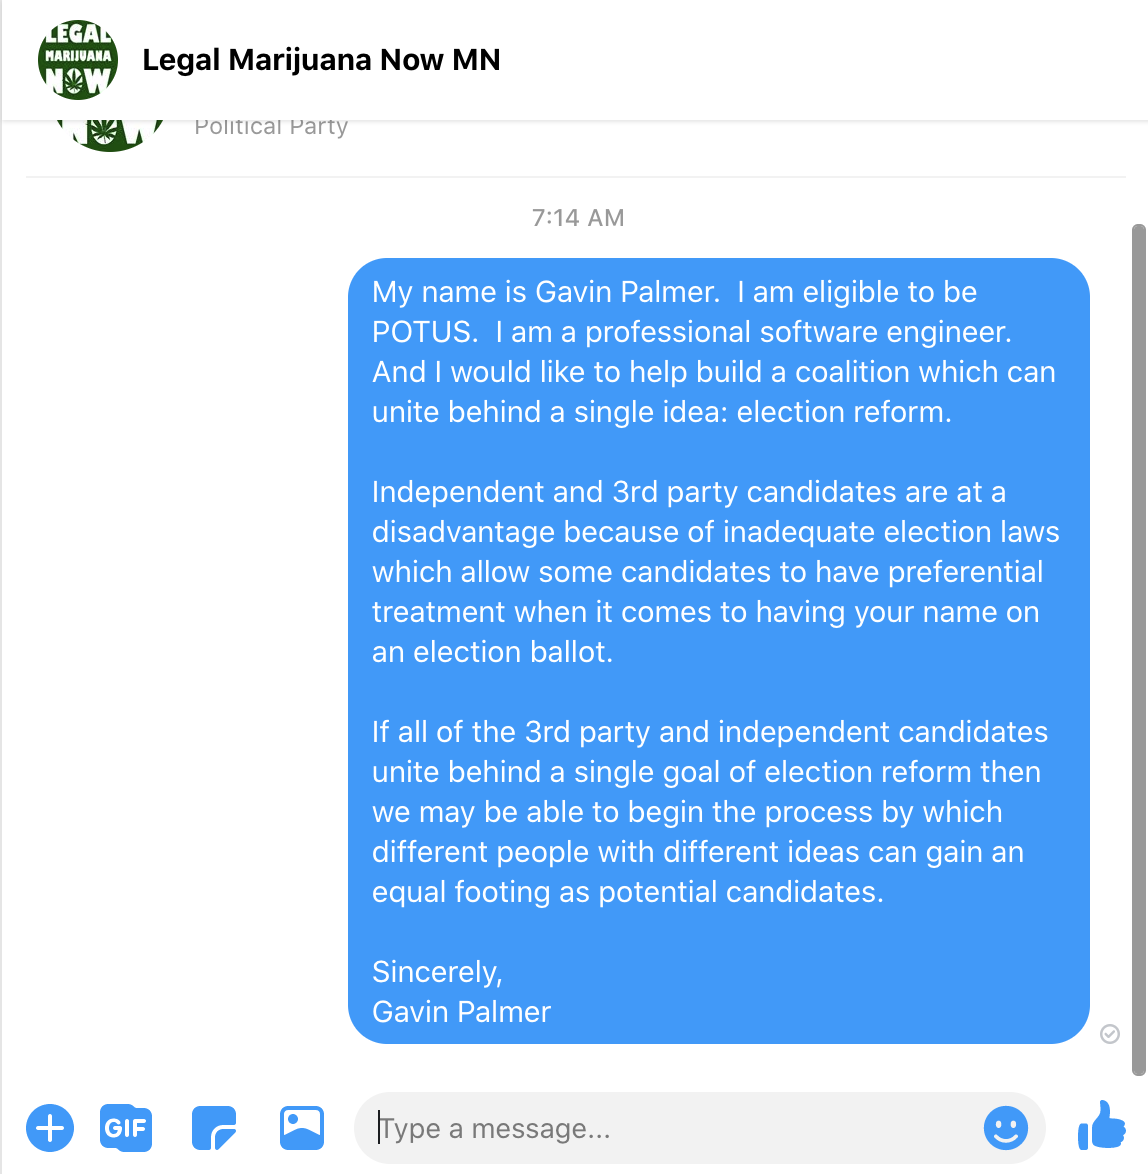 LEGAL
MARIJUANA
NOW
Legal Marijuana Now MN
Political Party
7:14 AM
My name is Gavin Palmer.  I am eligible to be
POTUS.  I am a professional software engineer.
And I would like to help build a coalition which can
unite behind a single idea: election reform.
Independent and 3rd party candidates are at a
disadvantage because of inadequate election laws
which allow some candidates to have preferential
treatment when it comes to having your name on
an election ballot.
If all of the 3rd party and independent candidates
unite behind a single goal of election reform then
we may be able to begin the process by which
different people with different ideas can gain an
equal footing as potential candidates.
Sincerely,
Gavin Palmer
GIF
Type a message...